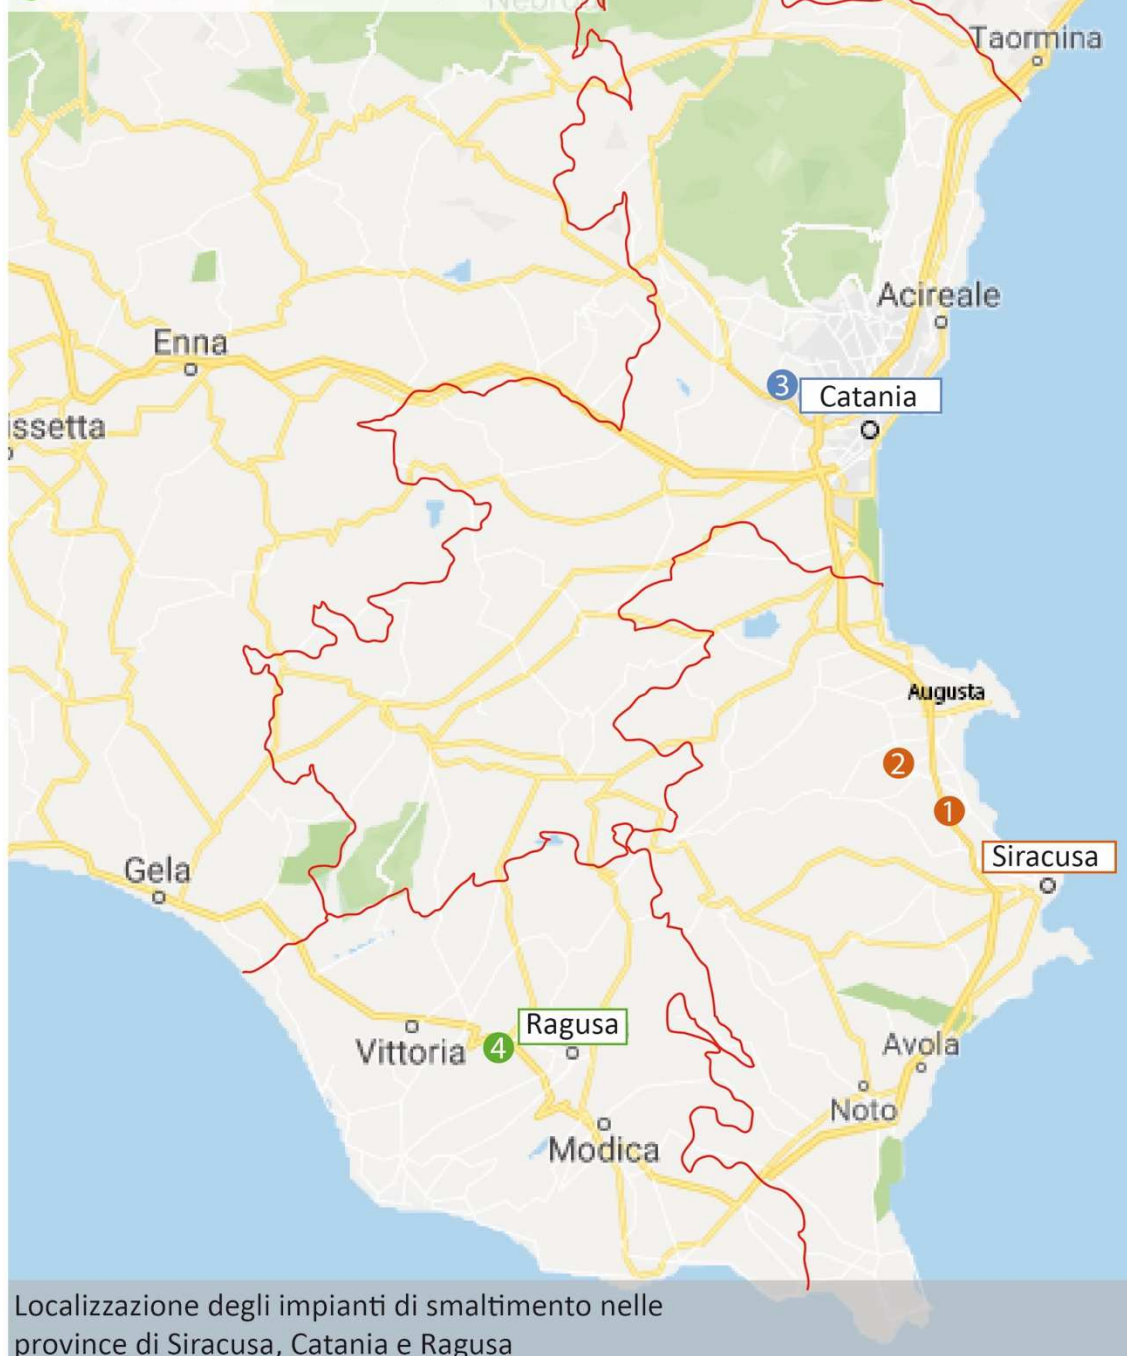 Taormina
Acireale
Enna
3
Catania
issetta
Augusta
2
1
Siracusa
Gela
Ragusa
Vittoria
4
Avola
Noto
Modica
Localizzazione degli impianti di smaltimento nelle
province di Siracusa, Catania e Ragusa